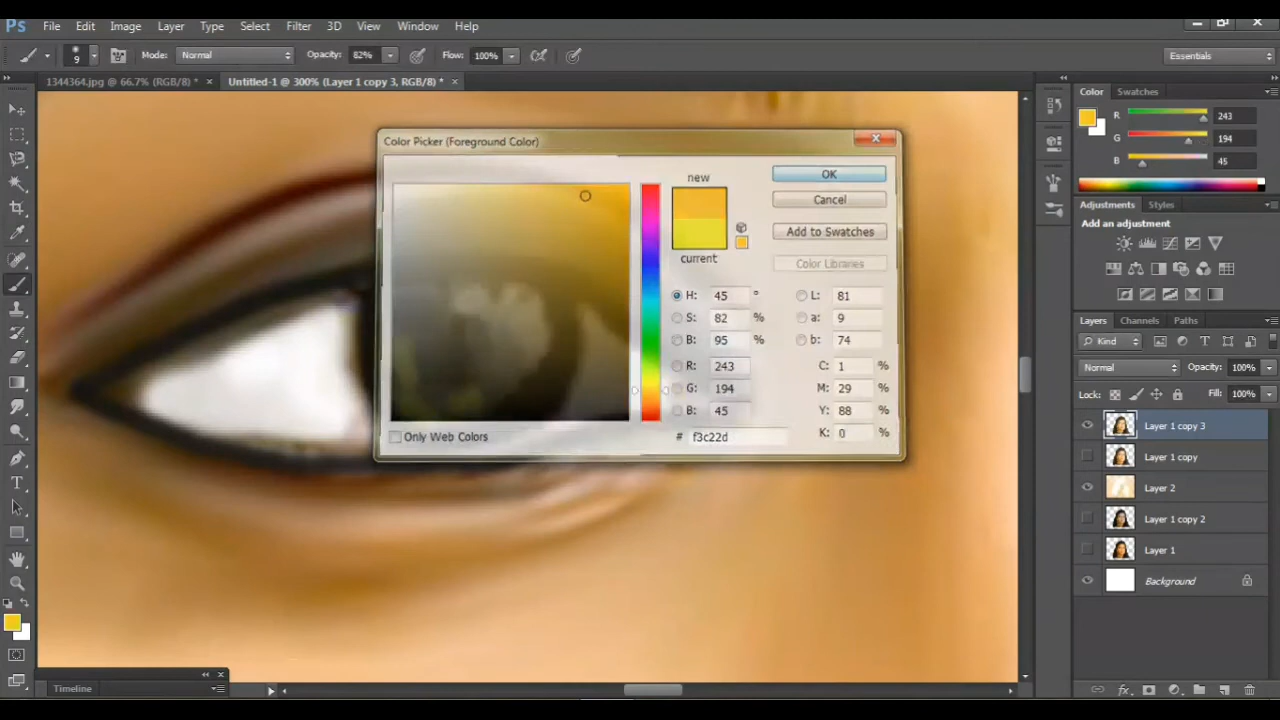 Ps File Edit Image Layer Type Select Filter 3D View Window Help
9 Mode: Normal Opacity: 82% Flow: 100% Essentials
1344364.jpg @ 66.7% (RGB/8) * × Untitled-1 @ 300% (Layer 1 copy 3, RGB/8) * ×
Color Swatches
R 243
G 194
B 45
Adjustments Styles
Add an adjustment
Layers Channels Paths
Kind
Normal Opacity: 100%
Lock: Fill: 100%
Layer 1 copy 3
Layer 1 copy
Layer 2
Layer 1 copy 2
Layer 1
Background
Color Picker (Foreground Color)
new
current
OK
Cancel
Add to Swatches
Color Libraries
H: 45 °
S: 82 %
B: 95 %
R: 243
G: 194
B: 45
L: 81
a: 9
b: 74
C: 1 %
M: 29 %
Y: 88 %
K: 0 %
Only Web Colors
# f3c22d
Timeline